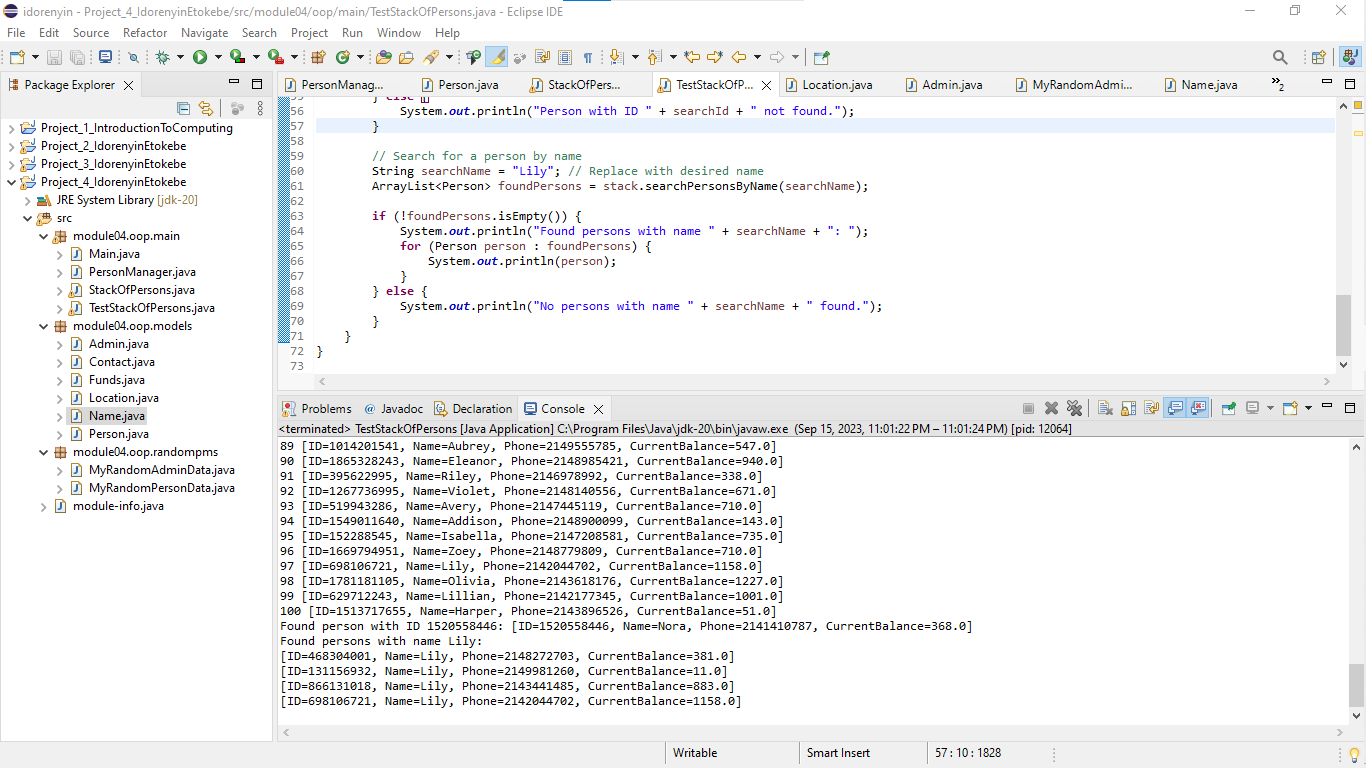 idorenyin - Project_4_IdorenyinEtokebe/src/module04/oop/main/TestStackOfPersons.java - Eclipse IDE
File Edit Source Refactor Navigate Search Project Run Window Help
Package Explorer
Project_1_IntroductionToComputing
Project_2_IdorenyinEtokebe
Project_3_IdorenyinEtokebe
Project_4_IdorenyinEtokebe
JRE System Library [jdk-20]
src
module04.oop.main
Main.java
PersonManager.java
StackOfPersons.java
TestStackOfPersons.java
module04.oop.models
Admin.java
Contact.java
Funds.java
Location.java
Name.java
Person.java
module04.oop.randompms
MyRandomAdminData.java
MyRandomPersonData.java
module-info.java
PersonManag... Person.java StackOfPers... TestStackOfP... Location.java Admin.java MyRandomAdmi... Name.java »2
55 } else {
56 System.out.println("Person with ID " + searchId + " not found.");
57 }
58
59 // Search for a person by name
60 String searchName = "Lily"; // Replace with desired name
61 ArrayList<Person> foundPersons = stack.searchPersonsByName(searchName);
62
63 if (!foundPersons.isEmpty()) {
64 System.out.println("Found persons with name " + searchName + ": ");
65 for (Person person : foundPersons) {
66 System.out.println(person);
67 }
68 } else {
69 System.out.println("No persons with name " + searchName + " found.");
70 }
71 }
72 }
73
Problems Javadoc Declaration Console
<terminated> TestStackOfPersons [Java Application] C:\Program Files\Java\jdk-20\bin\javaw.exe (Sep 15, 2023, 11:01:22 PM – 11:01:24 PM) [pid: 12064]
89 [ID=1014201541, Name=Aubrey, Phone=2149555785, CurrentBalance=547.0]
90 [ID=1865328243, Name=Eleanor, Phone=2148985421, CurrentBalance=940.0]
91 [ID=395622995, Name=Riley, Phone=2146978992, CurrentBalance=338.0]
92 [ID=1267736995, Name=Violet, Phone=2148140556, CurrentBalance=671.0]
93 [ID=519943286, Name=Avery, Phone=2147445119, CurrentBalance=710.0]
94 [ID=1549011640, Name=Addison, Phone=2148900099, CurrentBalance=143.0]
95 [ID=152288545, Name=Isabella, Phone=2147208581, CurrentBalance=735.0]
96 [ID=1669794951, Name=Zoey, Phone=2148779809, CurrentBalance=710.0]
97 [ID=698106721, Name=Lily, Phone=2142044702, CurrentBalance=1158.0]
98 [ID=1781181105, Name=Olivia, Phone=2143618176, CurrentBalance=1227.0]
99 [ID=629712243, Name=Lillian, Phone=2142177345, CurrentBalance=1001.0]
100 [ID=1513717655, Name=Harper, Phone=2143896526, CurrentBalance=51.0]
Found person with ID 1520558446: [ID=1520558446, Name=Nora, Phone=2141410787, CurrentBalance=368.0]
Found persons with name Lily:
[ID=468304001, Name=Lily, Phone=2148272703, CurrentBalance=381.0]
[ID=131156932, Name=Lily, Phone=2149981260, CurrentBalance=11.0]
[ID=866131018, Name=Lily, Phone=2143441485, CurrentBalance=883.0]
[ID=698106721, Name=Lily, Phone=2142044702, CurrentBalance=1158.0]
Writable Smart Insert 57 : 10 : 1828